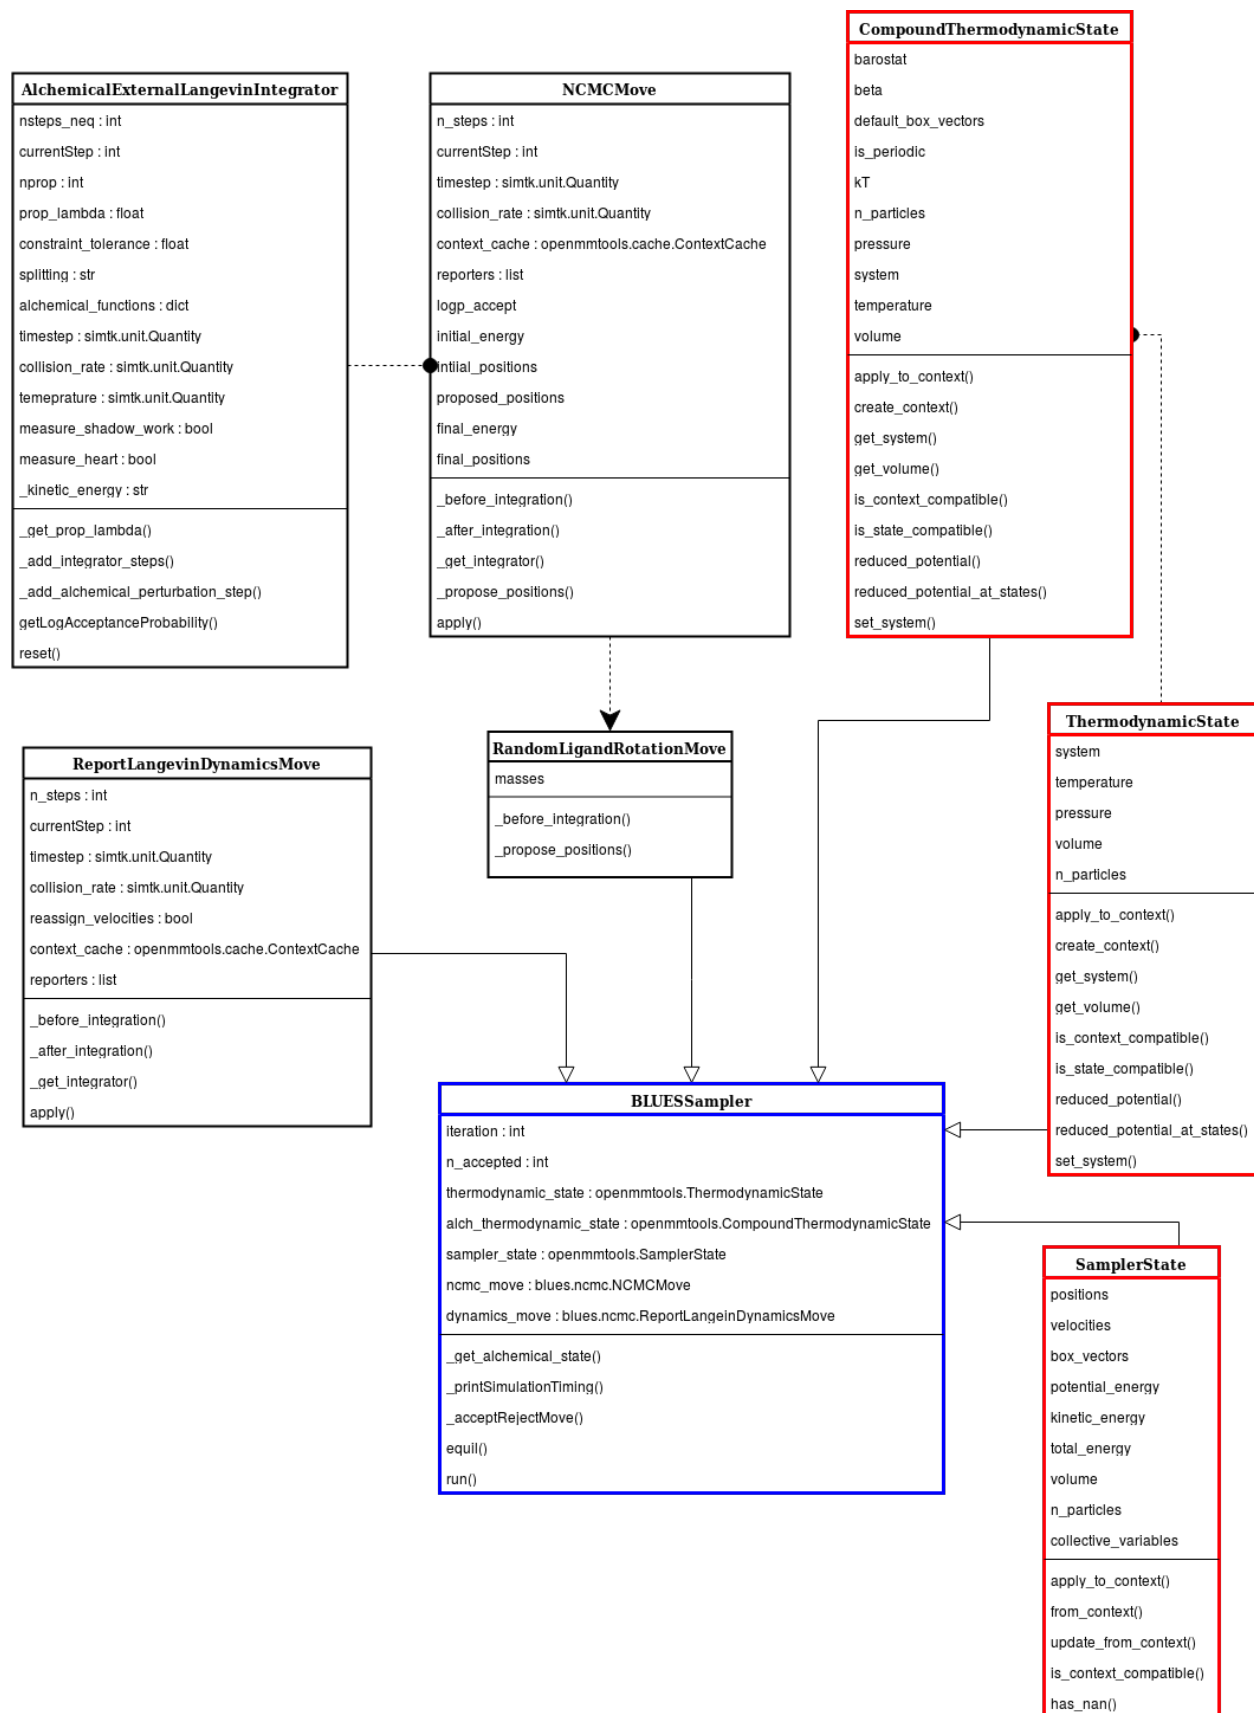 CompoundThermodynamicState
barostat
beta
default_box_vectors
is_periodic
kT
n_particles
pressure
system
temperature
volume
apply_to_context()
create_context()
get_system()
get_volume()
is_context_compatible()
is_state_compatible()
reduced_potential()
reduced_potential_at_states()
set_system()
AlchemicalExternalLangevinIntegrator
nsteps_neq : int
currentStep : int
nprop : int
prop_lambda : float
constraint_tolerance : float
splitting : str
alchemical_functions : dict
timestep : simtk.unit.Quantity
collision_rate : simtk.unit.Quantity
temeprature : simtk.unit.Quantity
measure_shadow_work : bool
measure_heart : bool
_kinetic_energy : str
_get_prop_lambda()
_add_integrator_steps()
_add_alchemical_perturbation_step()
getLogAcceptanceProbability()
reset()
NCMCMove
n_steps : int
currentStep : int
timestep : simtk.unit.Quantity
collision_rate : simtk.unit.Quantity
context_cache : openmmtools.cache.ContextCache
reporters : list
logp_accept
initial_energy
intiial_positions
proposed_positions
final_energy
final_positions
_before_integration()
_after_integration()
_get_integrator()
_propose_positions()
apply()
ThermodynamicState
system
temperature
pressure
volume
n_particles
apply_to_context()
create_context()
get_system()
get_volume()
is_context_compatible()
is_state_compatible()
reduced_potential()
reduced_potential_at_states()
set_system()
RandomLigandRotationMove
masses
_before_integration()
_propose_positions()
ReportLangevinDynamicsMove
n_steps : int
currentStep : int
timestep : simtk.unit.Quantity
collision_rate : simtk.unit.Quantity
reassign_velocities : bool
context_cache : openmmtools.cache.ContextCache
reporters : list
_before_integration()
_after_integration()
_get_integrator()
apply()
BLUESSampler
iteration : int
n_accepted : int
thermodynamic_state : openmmtools.ThermodynamicState
alch_thermodynamic_state : openmmtools.CompoundThermodynamicState
sampler_state : openmmtools.SamplerState
ncmc_move : blues.ncmc.NCMCMove
dynamics_move : blues.ncmc.ReportLangeinDynamicsMove
_get_alchemical_state()
_printSimulationTiming()
_acceptRejectMove()
equil()
run()
SamplerState
positions
velocities
box_vectors
potential_energy
kinetic_energy
total_energy
volume
n_particles
collective_variables
apply_to_context()
from_context()
update_from_context()
is_context_compatible()
has_nan()